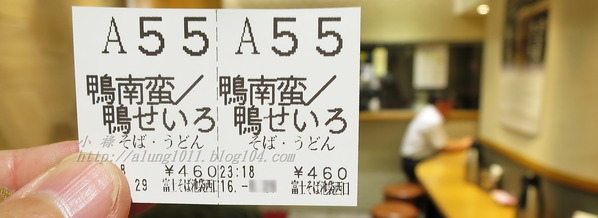 A55 A55
鴨南蛮／ 鴨南蛮／
鴨せいろ 鴨せいろ
小祿 そば・うどん そば・うどん
http://alung1011.blog104.com
8 ¥460 23:18 ¥460
29 富士そば池袋西口 16.- 富士そば池袋西口